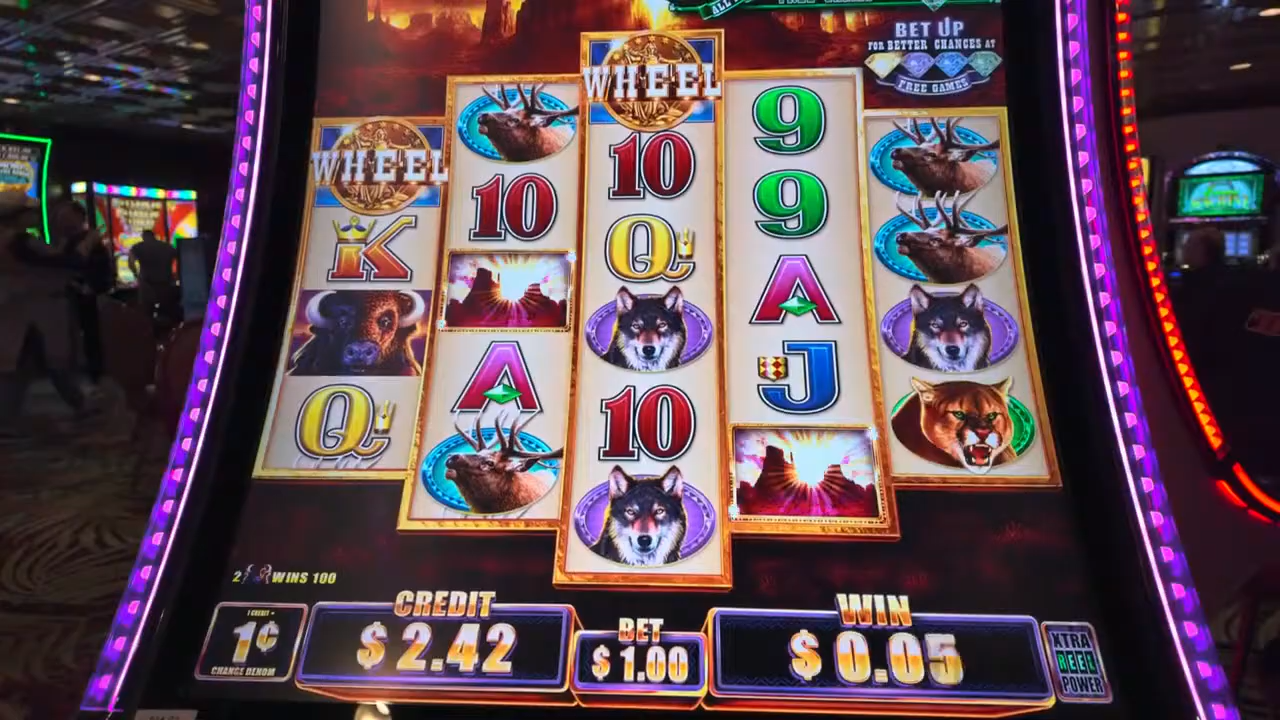 BET UP
FOR BETTER CHANCES AT
FREE GAMES
WHEEL
WHEEL
K
Q
10
A
10
Q
10
9
9
A
J
2 WINS 100
1 CREDIT =
1¢
CHANGE DENOM
CREDIT
$2.42
BET
$1.00
WIN
$0.05
XTRA
REEL
POWER